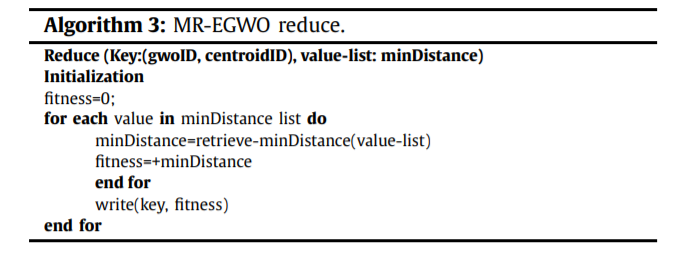 Algorithm 3: MR-EGWO reduce.
Reduce (Key:(gwoID, centroidID), value-list: minDistance)
Initialization
fitness=0;
for each value in minDistance list do
minDistance=retrieve-minDistance(value-list)
fitness=+minDistance
end for
write(key, fitness)
end for